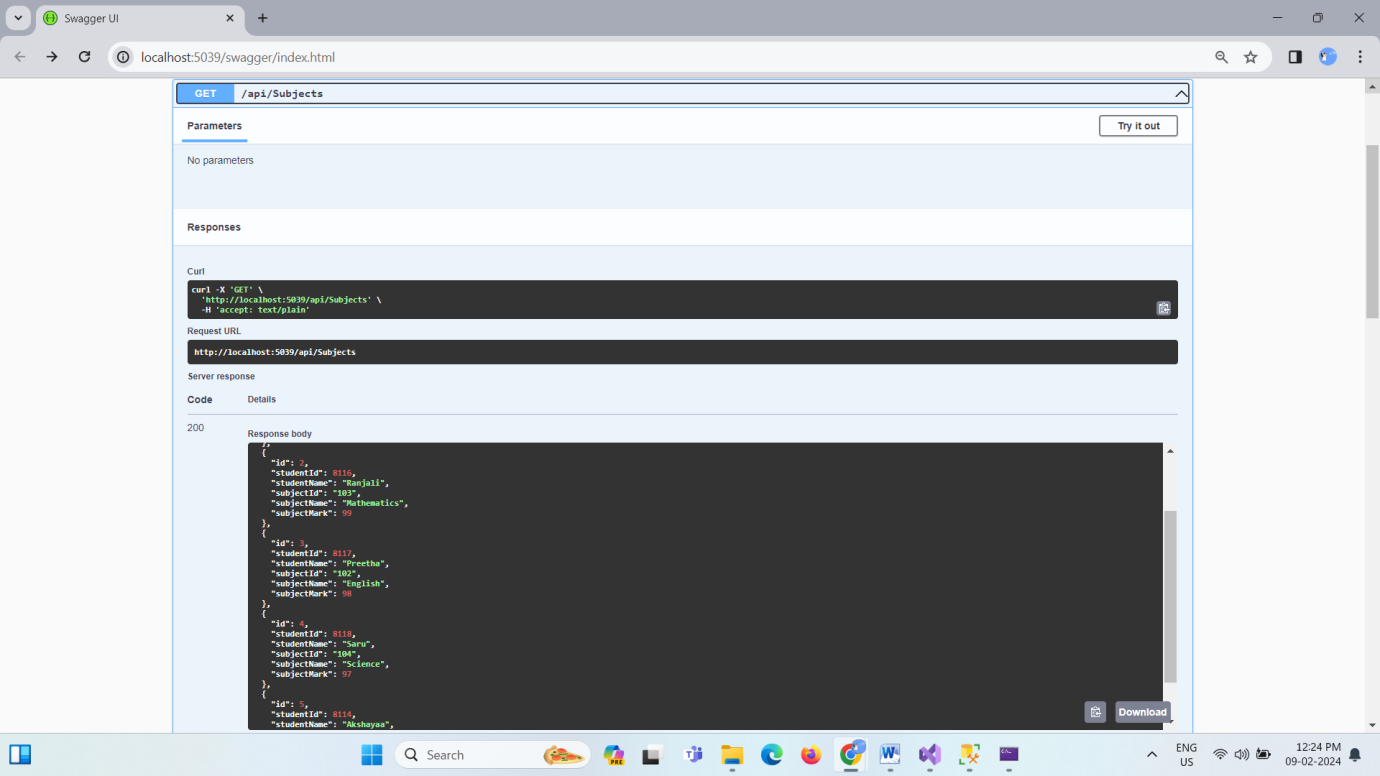 Swagger UI
localhost:5039/swagger/index.html
GET /api/Subjects
Parameters
Try it out
No parameters
Responses
Curl
curl -X 'GET' \
'http://localhost:5039/api/Subjects' \
-H 'accept: text/plain'
Request URL
http://localhost:5039/api/Subjects
Server response
Code Details
200
Response body
},
{
"id": 2,
"studentId": 8116,
"studentName": "Ranjali",
"subjectId": "103",
"subjectName": "Mathematics",
"subjectMark": 99
},
{
"id": 3,
"studentId": 8117,
"studentName": "Preetha",
"subjectId": "102",
"subjectName": "English",
"subjectMark": 98
},
{
"id": 4,
"studentId": 8118,
"studentName": "Saru",
"subjectId": "104",
"subjectName": "Science",
"subjectMark": 97
},
{
"id": 5,
"studentId": 8114,
"studentName": "Akshayaa",
Download
Search
PRE
ENG
US
12:24 PM
09-02-2024